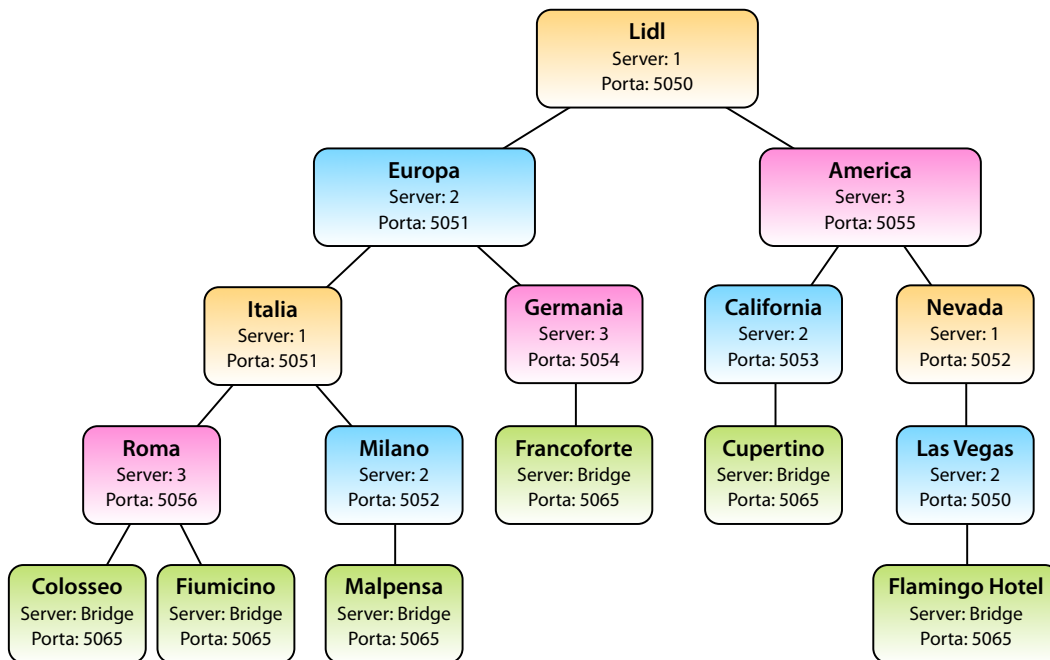 Lidl
Server: 1
Porta: 5050
Europa
Server: 2
Porta: 5051
America
Server: 3
Porta: 5055
Italia
Server: 1
Porta: 5051
Germania
Server: 3
Porta: 5054
California
Server: 2
Porta: 5053
Nevada
Server: 1
Porta: 5052
Roma
Server: 3
Porta: 5056
Milano
Server: 2
Porta: 5052
Francoforte
Server: Bridge
Porta: 5065
Cupertino
Server: Bridge
Porta: 5065
Las Vegas
Server: 2
Porta: 5050
Colosseo
Server: Bridge
Porta: 5065
Fiumicino
Server: Bridge
Porta: 5065
Malpensa
Server: Bridge
Porta: 5065
Flamingo Hotel
Server: Bridge
Porta: 5065